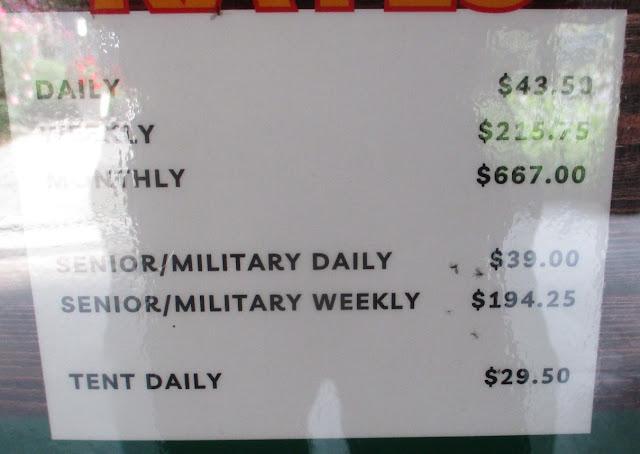 DAILY $43.50
WEEKLY $215.75
MONTHLY $667.00
SENIOR/MILITARY DAILY $39.00
SENIOR/MILITARY WEEKLY $194.25
TENT DAILY $29.50